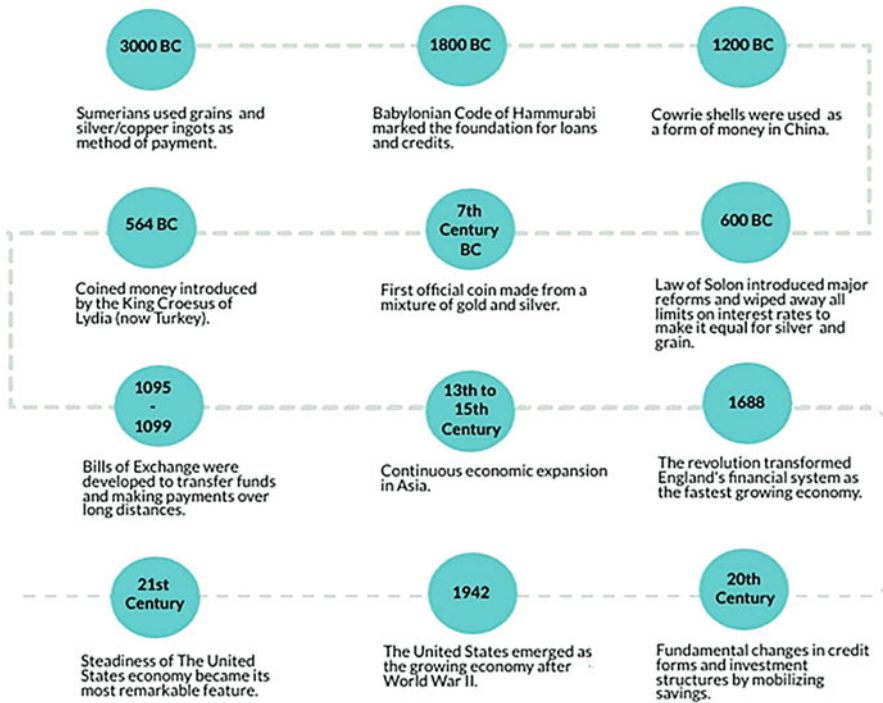 3000 BC
Sumerians used grains and
silver/copper ingots as
method of payment.
1800 BC
Babylonian Code of Hammurabi
marked the foundation for loans
and credits.
1200 BC
Cowrie shells were used as
a form of money in China.
564 BC
Coined money introduced
by the King Croesus of
Lydia (now Turkey).
7th
Century
BC
First official coin made from a
mixture of gold and silver.
600 BC
Law of Solon introduced major
reforms and wiped away all
limits on interest rates to
make it equal for silver and
grain.
1095
-
1099
Bills of Exchange were
developed to transfer funds
and making payments over
long distances.
13th to
15th
Century
Continuous economic expansion
in Asia.
1688
The revolution transformed
England's financial system as
the fastest growing economy.
21st
Century
Steadiness of The United
States economy became its
most remarkable feature.
1942
The United States emerged as
the growing economy after
World War II.
20th
Century
Fundamental changes in credit
forms and investment
structures by mobilizing
savings.